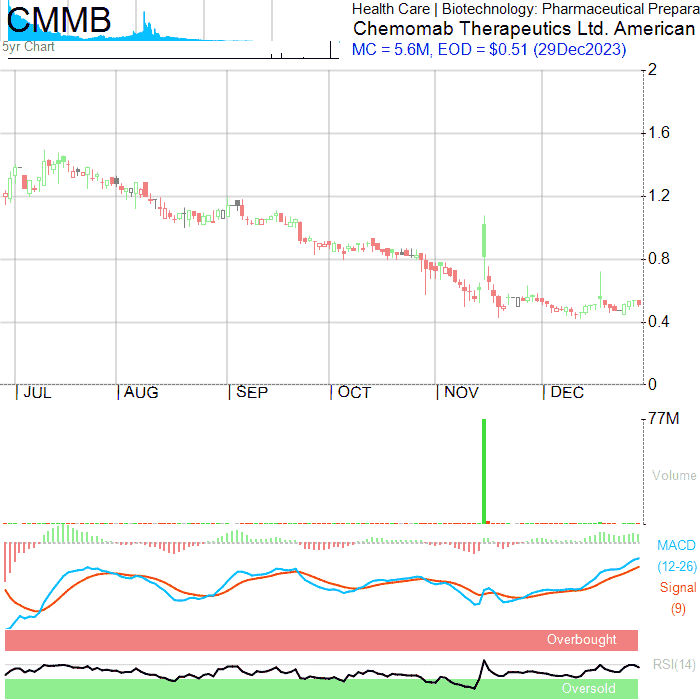 CMMB
5yr Chart
Health Care | Biotechnology: Pharmaceutical Prepara
Chemomab Therapeutics Ltd. American
MC = 5.6M, EOD = $0.51 (29Dec2023)
2
1.6
1.2
0.8
0.4
0
JUL AUG SEP OCT NOV DEC
77M
Volume
MACD
(12-26)
Signal
(9)
Overbought
RSI(14)
Oversold